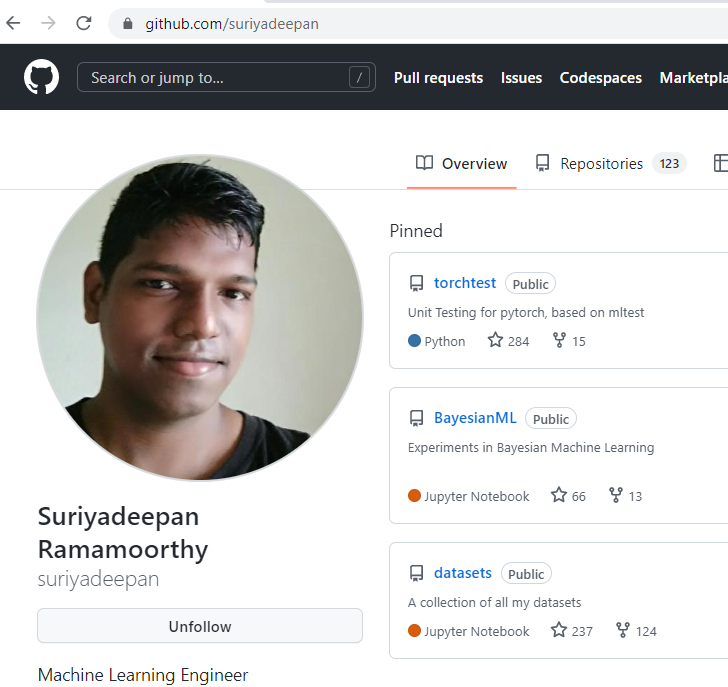 github.com/suriyadeepan
Search or jump to...
/
Pull requests
Issues
Codespaces
Marketpla
Overview
Repositories 123
Pinned
torchtest Public
Unit Testing for pytorch, based on mltest
Python 284 15
BayesianML Public
Experiments in Bayesian Machine Learning
Jupyter Notebook 66 13
datasets Public
A collection of all my datasets
Jupyter Notebook 237 124
Suriyadeepan
Ramamoorthy
suriyadeepan
Unfollow
Machine Learning Engineer